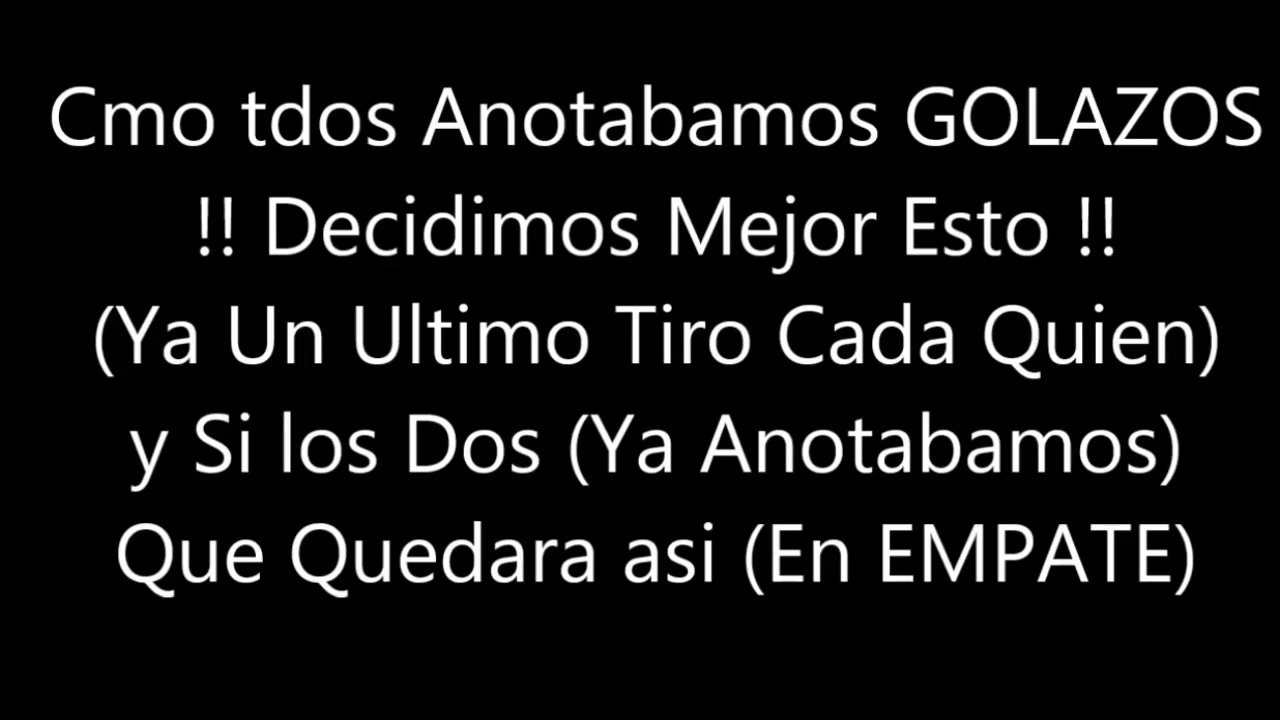 Cmo tdos Anotabamos GOLAZOS
!! Decidimos Mejor Esto !!
(Ya Un Ultimo Tiro Cada Quien)
y Si los Dos (Ya Anotabamos)
Que Quedara asi (En EMPATE)